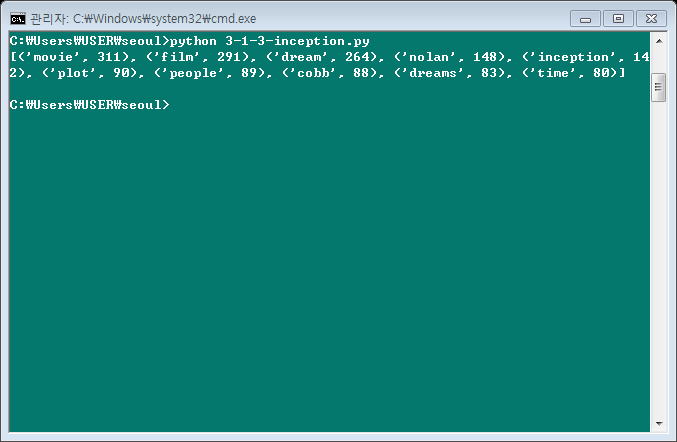 관리자: C:₩Windows₩system32₩cmd.exe
C:₩Users₩USER₩seoul>python 3-1-3-inception.py
[('movie', 311), ('film', 291), ('dream', 264), ('nolan', 148), ('inception', 14
2), ('plot', 90), ('people', 89), ('cobb', 88), ('dreams', 83), ('time', 80)]
C:₩Users₩USER₩seoul>